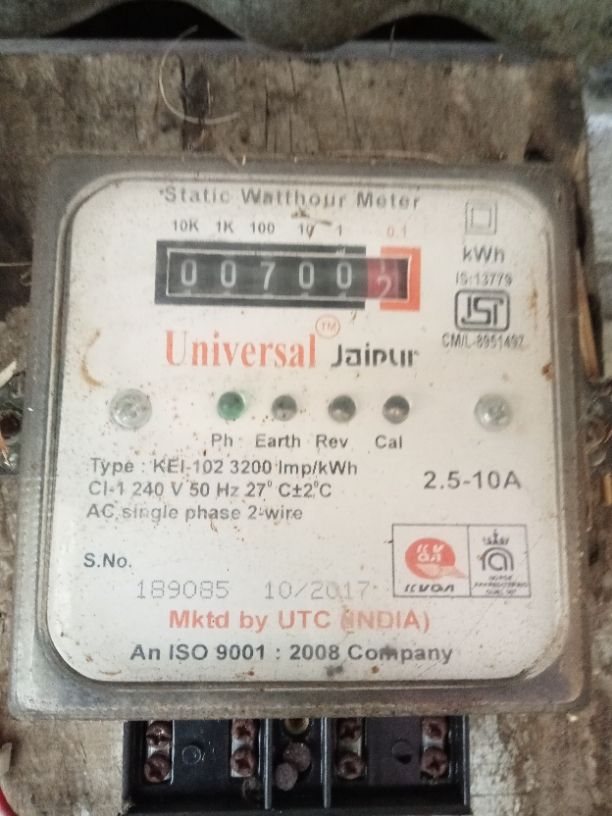 Static Watthour Meter
10K 1K 100 10 1 0.1
0 0 7 0 0 2
kWh
IS:13779
ISI
CM/L-8951492
Universal TM Jaipur
Ph Earth Rev Cal
Type : KEI-102 3200 Imp/kWh
CI-1 240 V 50 Hz 27° C±2°C
AC single phase 2-wire
2.5-10A
S.No.
189085 10/2017
Mktd by UTC (INDIA)
An ISO 9001 : 2008 Company